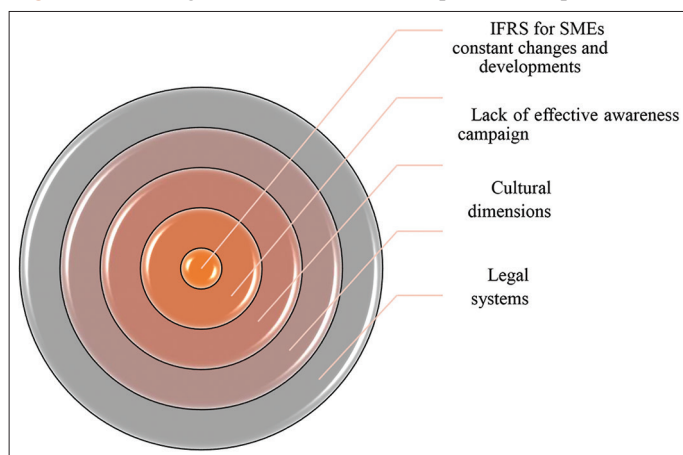 IFRS for SMEs
constant changes and
developments
Lack of effective awareness
campaign
Cultural
dimensions
Legal
systems